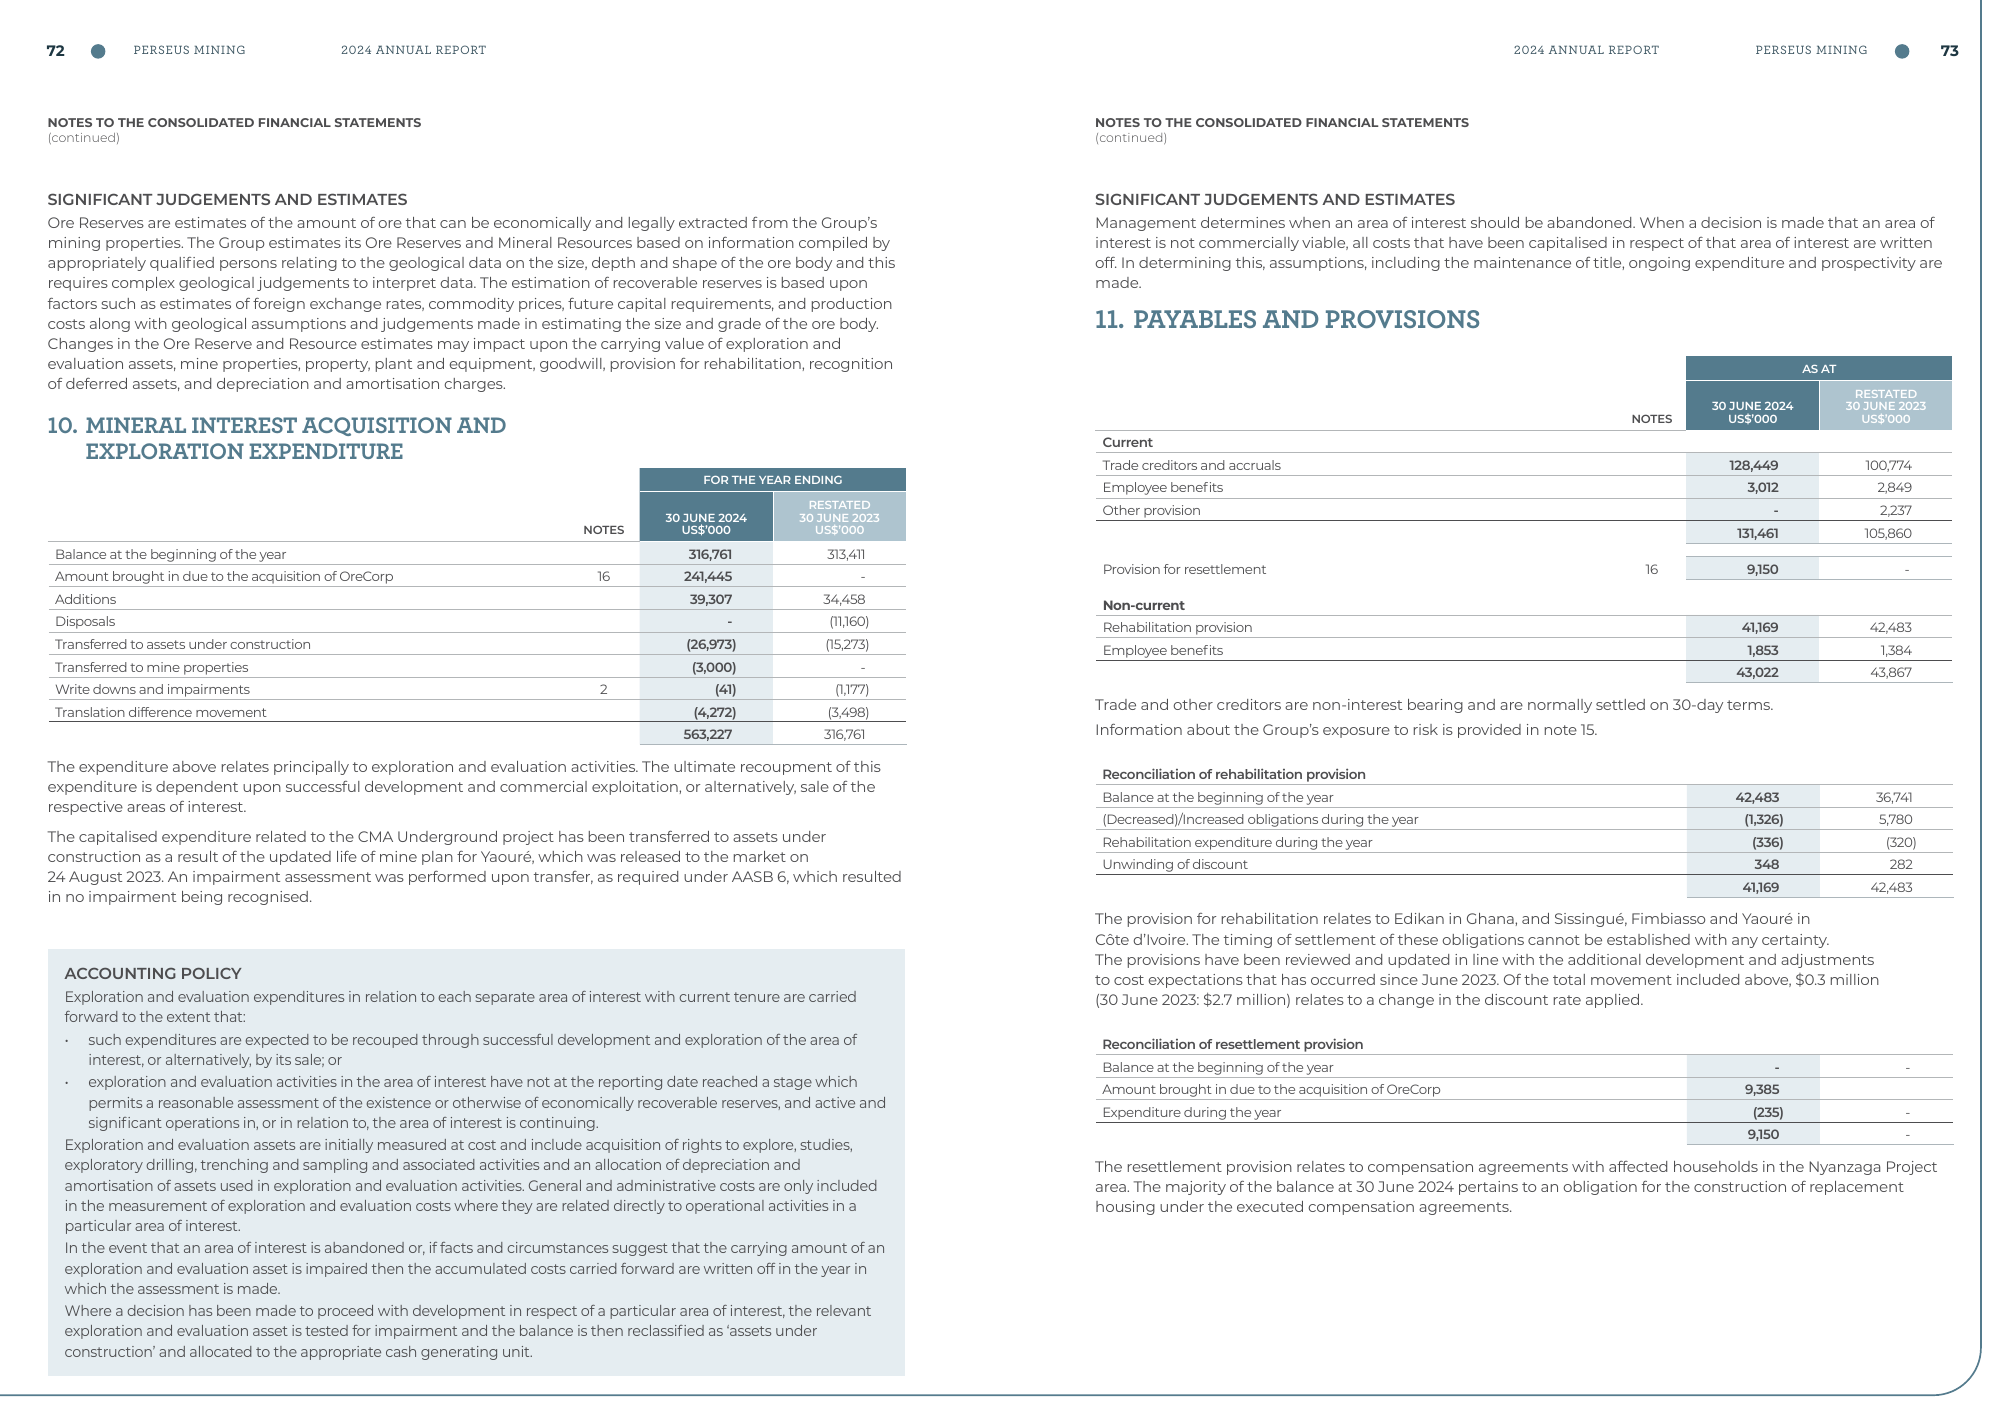 72 ● PERSEUS MINING 2024 ANNUAL REPORT
NOTES TO THE CONSOLIDATED FINANCIAL STATEMENTS
(continued)
SIGNIFICANT JUDGEMENTS AND ESTIMATES
Ore Reserves are estimates of the amount of ore that can be economically and legally extracted from the Group's
mining properties. The Group estimates its Ore Reserves and Mineral Resources based on information compiled by
appropriately qualified persons relating to the geological data on the size, depth and shape of the ore body and this
requires complex geological judgements to interpret data. The estimation of recoverable reserves is based upon
factors such as estimates of foreign exchange rates, commodity prices, future capital requirements, and production
costs along with geological assumptions and judgements made in estimating the size and grade of the ore body.
Changes in the Ore Reserve and Resource estimates may impact upon the carrying value of exploration and
evaluation assets, mine properties, property, plant and equipment, goodwill, provision for rehabilitation, recognition
of deferred assets, and depreciation and amortisation charges.
10. MINERAL INTEREST ACQUISITION AND
EXPLORATION EXPENDITURE
FOR THE YEAR ENDING
NOTES 30 JUNE 2024 US$'000 RESTATED 30 JUNE 2023 US$'000
Balance at the beginning of the year 316,761 313,411
Amount brought in due to the acquisition of OreCorp 16 241,445 -
Additions 39,307 34,458
Disposals - (11,160)
Transferred to assets under construction (26,973) (15,273)
Transferred to mine properties (3,000) -
Write downs and impairments 2 (41) (1,177)
Translation difference movement (4,272) (3,498)
563,227 316,761
The expenditure above relates principally to exploration and evaluation activities. The ultimate recoupment of this
expenditure is dependent upon successful development and commercial exploitation, or alternatively, sale of the
respective areas of interest.
The capitalised expenditure related to the CMA Underground project has been transferred to assets under
construction as a result of the updated life of mine plan for Yaouré, which was released to the market on
24 August 2023. An impairment assessment was performed upon transfer, as required under AASB 6, which resulted
in no impairment being recognised.
ACCOUNTING POLICY
Exploration and evaluation expenditures in relation to each separate area of interest with current tenure are carried
forward to the extent that:
• such expenditures are expected to be recouped through successful development and exploration of the area of
interest, or alternatively, by its sale; or
• exploration and evaluation activities in the area of interest have not at the reporting date reached a stage which
permits a reasonable assessment of the existence or otherwise of economically recoverable reserves, and active and
significant operations in, or in relation to, the area of interest is continuing.
Exploration and evaluation assets are initially measured at cost and include acquisition of rights to explore, studies,
exploratory drilling, trenching and sampling and associated activities and an allocation of depreciation and
amortisation of assets used in exploration and evaluation activities. General and administrative costs are only included
in the measurement of exploration and evaluation costs where they are related directly to operational activities in a
particular area of interest.
In the event that an area of interest is abandoned or, if facts and circumstances suggest that the carrying amount of an
exploration and evaluation asset is impaired then the accumulated costs carried forward are written off in the year in
which the assessment is made.
Where a decision has been made to proceed with development in respect of a particular area of interest, the relevant
exploration and evaluation asset is tested for impairment and the balance is then reclassified as 'assets under
construction' and allocated to the appropriate cash generating unit.
2024 ANNUAL REPORT PERSEUS MINING ● 73
NOTES TO THE CONSOLIDATED FINANCIAL STATEMENTS
(continued)
SIGNIFICANT JUDGEMENTS AND ESTIMATES
Management determines when an area of interest should be abandoned. When a decision is made that an area of
interest is not commercially viable, all costs that have been capitalised in respect of that area of interest are written
off. In determining this, assumptions, including the maintenance of title, ongoing expenditure and prospectivity are
made.
11. PAYABLES AND PROVISIONS
AS AT
NOTES 30 JUNE 2024 US$'000 RESTATED 30 JUNE 2023 US$'000
Current
Trade creditors and accruals 128,449 100,774
Employee benefits 3,012 2,849
Other provision - 2,237
131,461 105,860
Provision for resettlement 16 9,150 -
Non-current
Rehabilitation provision 41,169 42,483
Employee benefits 1,853 1,384
43,022 43,867
Trade and other creditors are non-interest bearing and are normally settled on 30-day terms.
Information about the Group's exposure to risk is provided in note 15.
Reconciliation of rehabilitation provision
Balance at the beginning of the year 42,483 36,741
(Decreased)/Increased obligations during the year (1,326) 5,780
Rehabilitation expenditure during the year (336) (320)
Unwinding of discount 348 282
41,169 42,483
The provision for rehabilitation relates to Edikan in Ghana, and Sissingué, Fimbiasso and Yaouré in
Côte d'Ivoire. The timing of settlement of these obligations cannot be established with any certainty.
The provisions have been reviewed and updated in line with the additional development and adjustments
to cost expectations that has occurred since June 2023. Of the total movement included above, $0.3 million
(30 June 2023: $2.7 million) relates to a change in the discount rate applied.
Reconciliation of resettlement provision
Balance at the beginning of the year - -
Amount brought in due to the acquisition of OreCorp 9,385
Expenditure during the year (235) -
9,150 -
The resettlement provision relates to compensation agreements with affected households in the Nyanzaga Project
area. The majority of the balance at 30 June 2024 pertains to an obligation for the construction of replacement
housing under the executed compensation agreements.